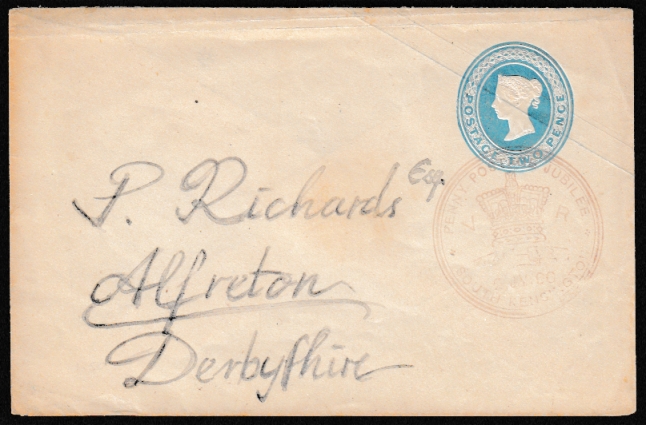 POSTAGE TWO PENCE
PENNY POSTAGE JUBILEE
V R
SOUTH KENSINGTON
P. Richards Esq.
Alfreton
Derbyshire